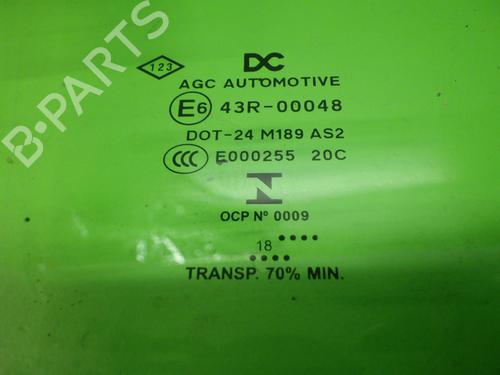 123 DC
AGC AUTOMOTIVE
E6 43R-00048
DOT-24 M189 AS2
CCC E000255 20C
N
OCP Nº 0009
18
TRANSP. 70% MIN.
B-PARTS